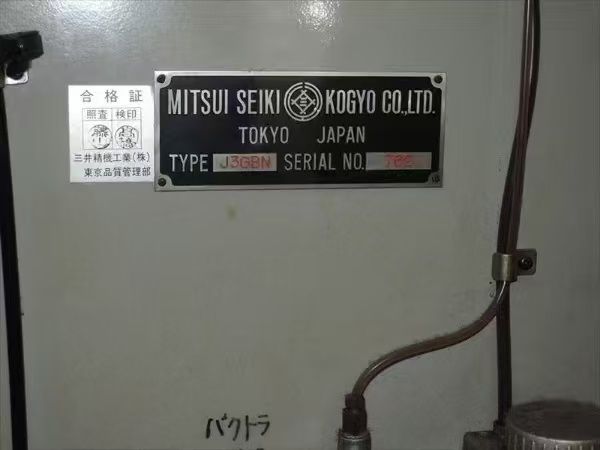 合格証
照査 検印
三井精機工業(株)
東京品質管理部
MITSUI SEIKI KOGYO CO.,LTD.
TOKYO JAPAN
TYPE J3GBN SERIAL NO.
バクトラ